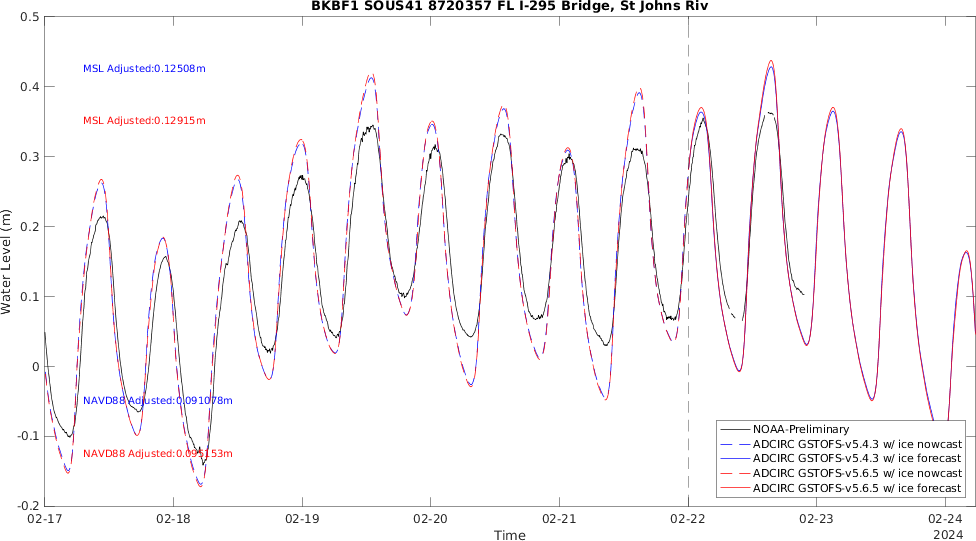 BKBF1 SOUS41 8720357 FL I-295 Bridge, St Johns Riv
0.5
0.4
0.3
0.2
0.1
0
-0.1
-0.2
Water Level (m)
MSL Adjusted:0.12508m
MSL Adjusted:0.12915m
NAVD88 Adjusted:0.091078m
NAVD88 Adjusted:0.095153m
NOAA-Preliminary
ADCIRC GSTOFS-v5.4.3 w/ ice nowcast
ADCIRC GSTOFS-v5.4.3 w/ ice forecast
ADCIRC GSTOFS-v5.6.5 w/ ice nowcast
ADCIRC GSTOFS-v5.6.5 w/ ice forecast
02-17 02-18 02-19 02-20 02-21 02-22 02-23 02-24
Time
2024